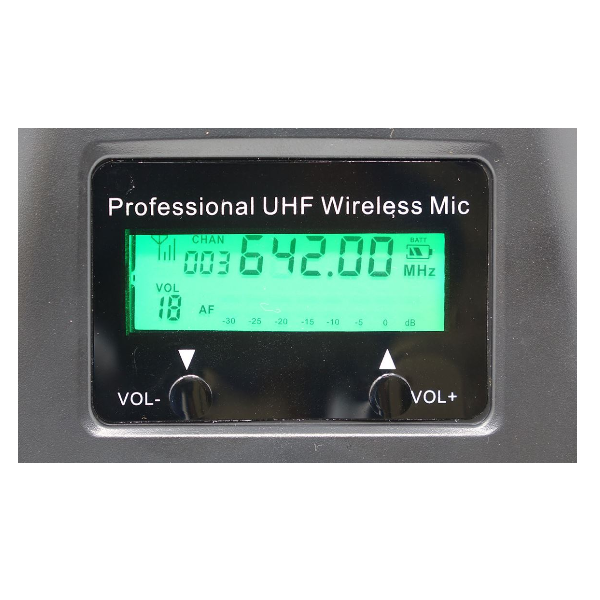 Professional UHF Wireless Mic
CHAN 003 642.00 BATT MHz
VOL 18 AF -30 -25 -20 -15 -10 -5 0 dB
VOL- VOL+